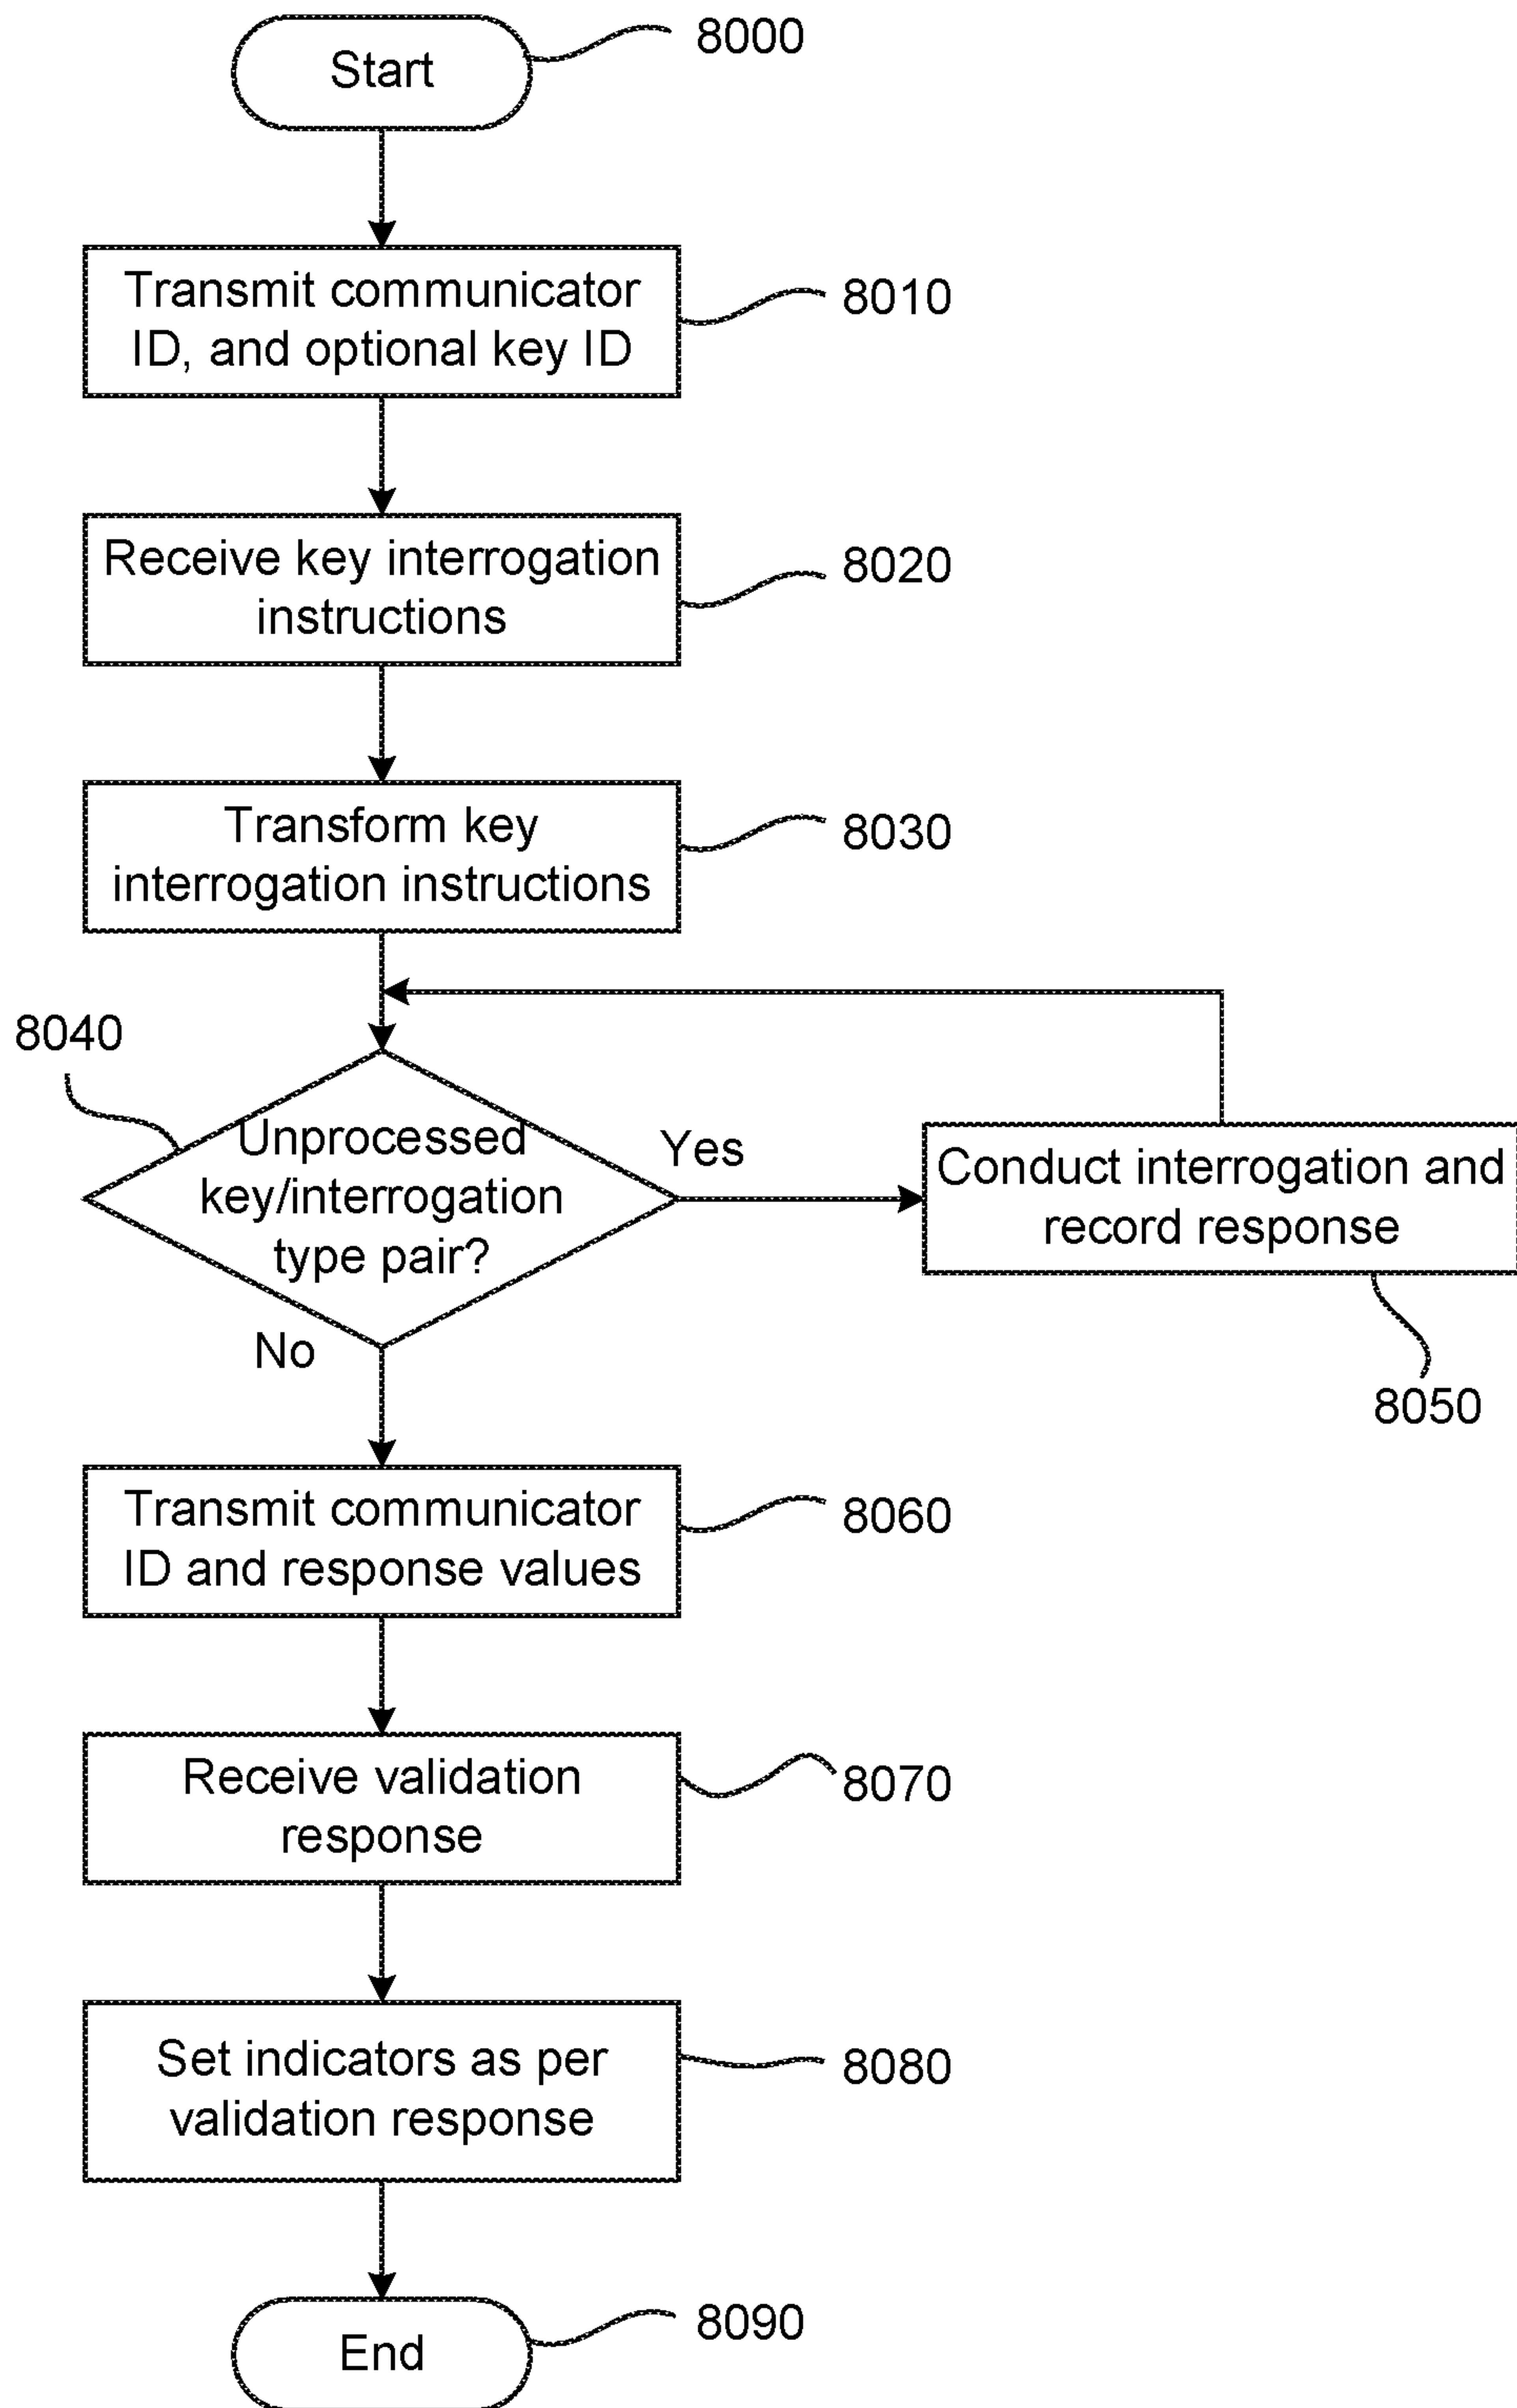 Start
8000
Transmit communicator
ID, and optional key ID
8010
Receive key interrogation
instructions
8020
Transform key
interrogation instructions
8030
8040
Unprocessed
key/interrogation
type pair?
Yes
Conduct interrogation and
record response
8050
No
Transmit communicator
ID and response values
8060
Receive validation
response
8070
Set indicators as per
validation response
8080
End
8090